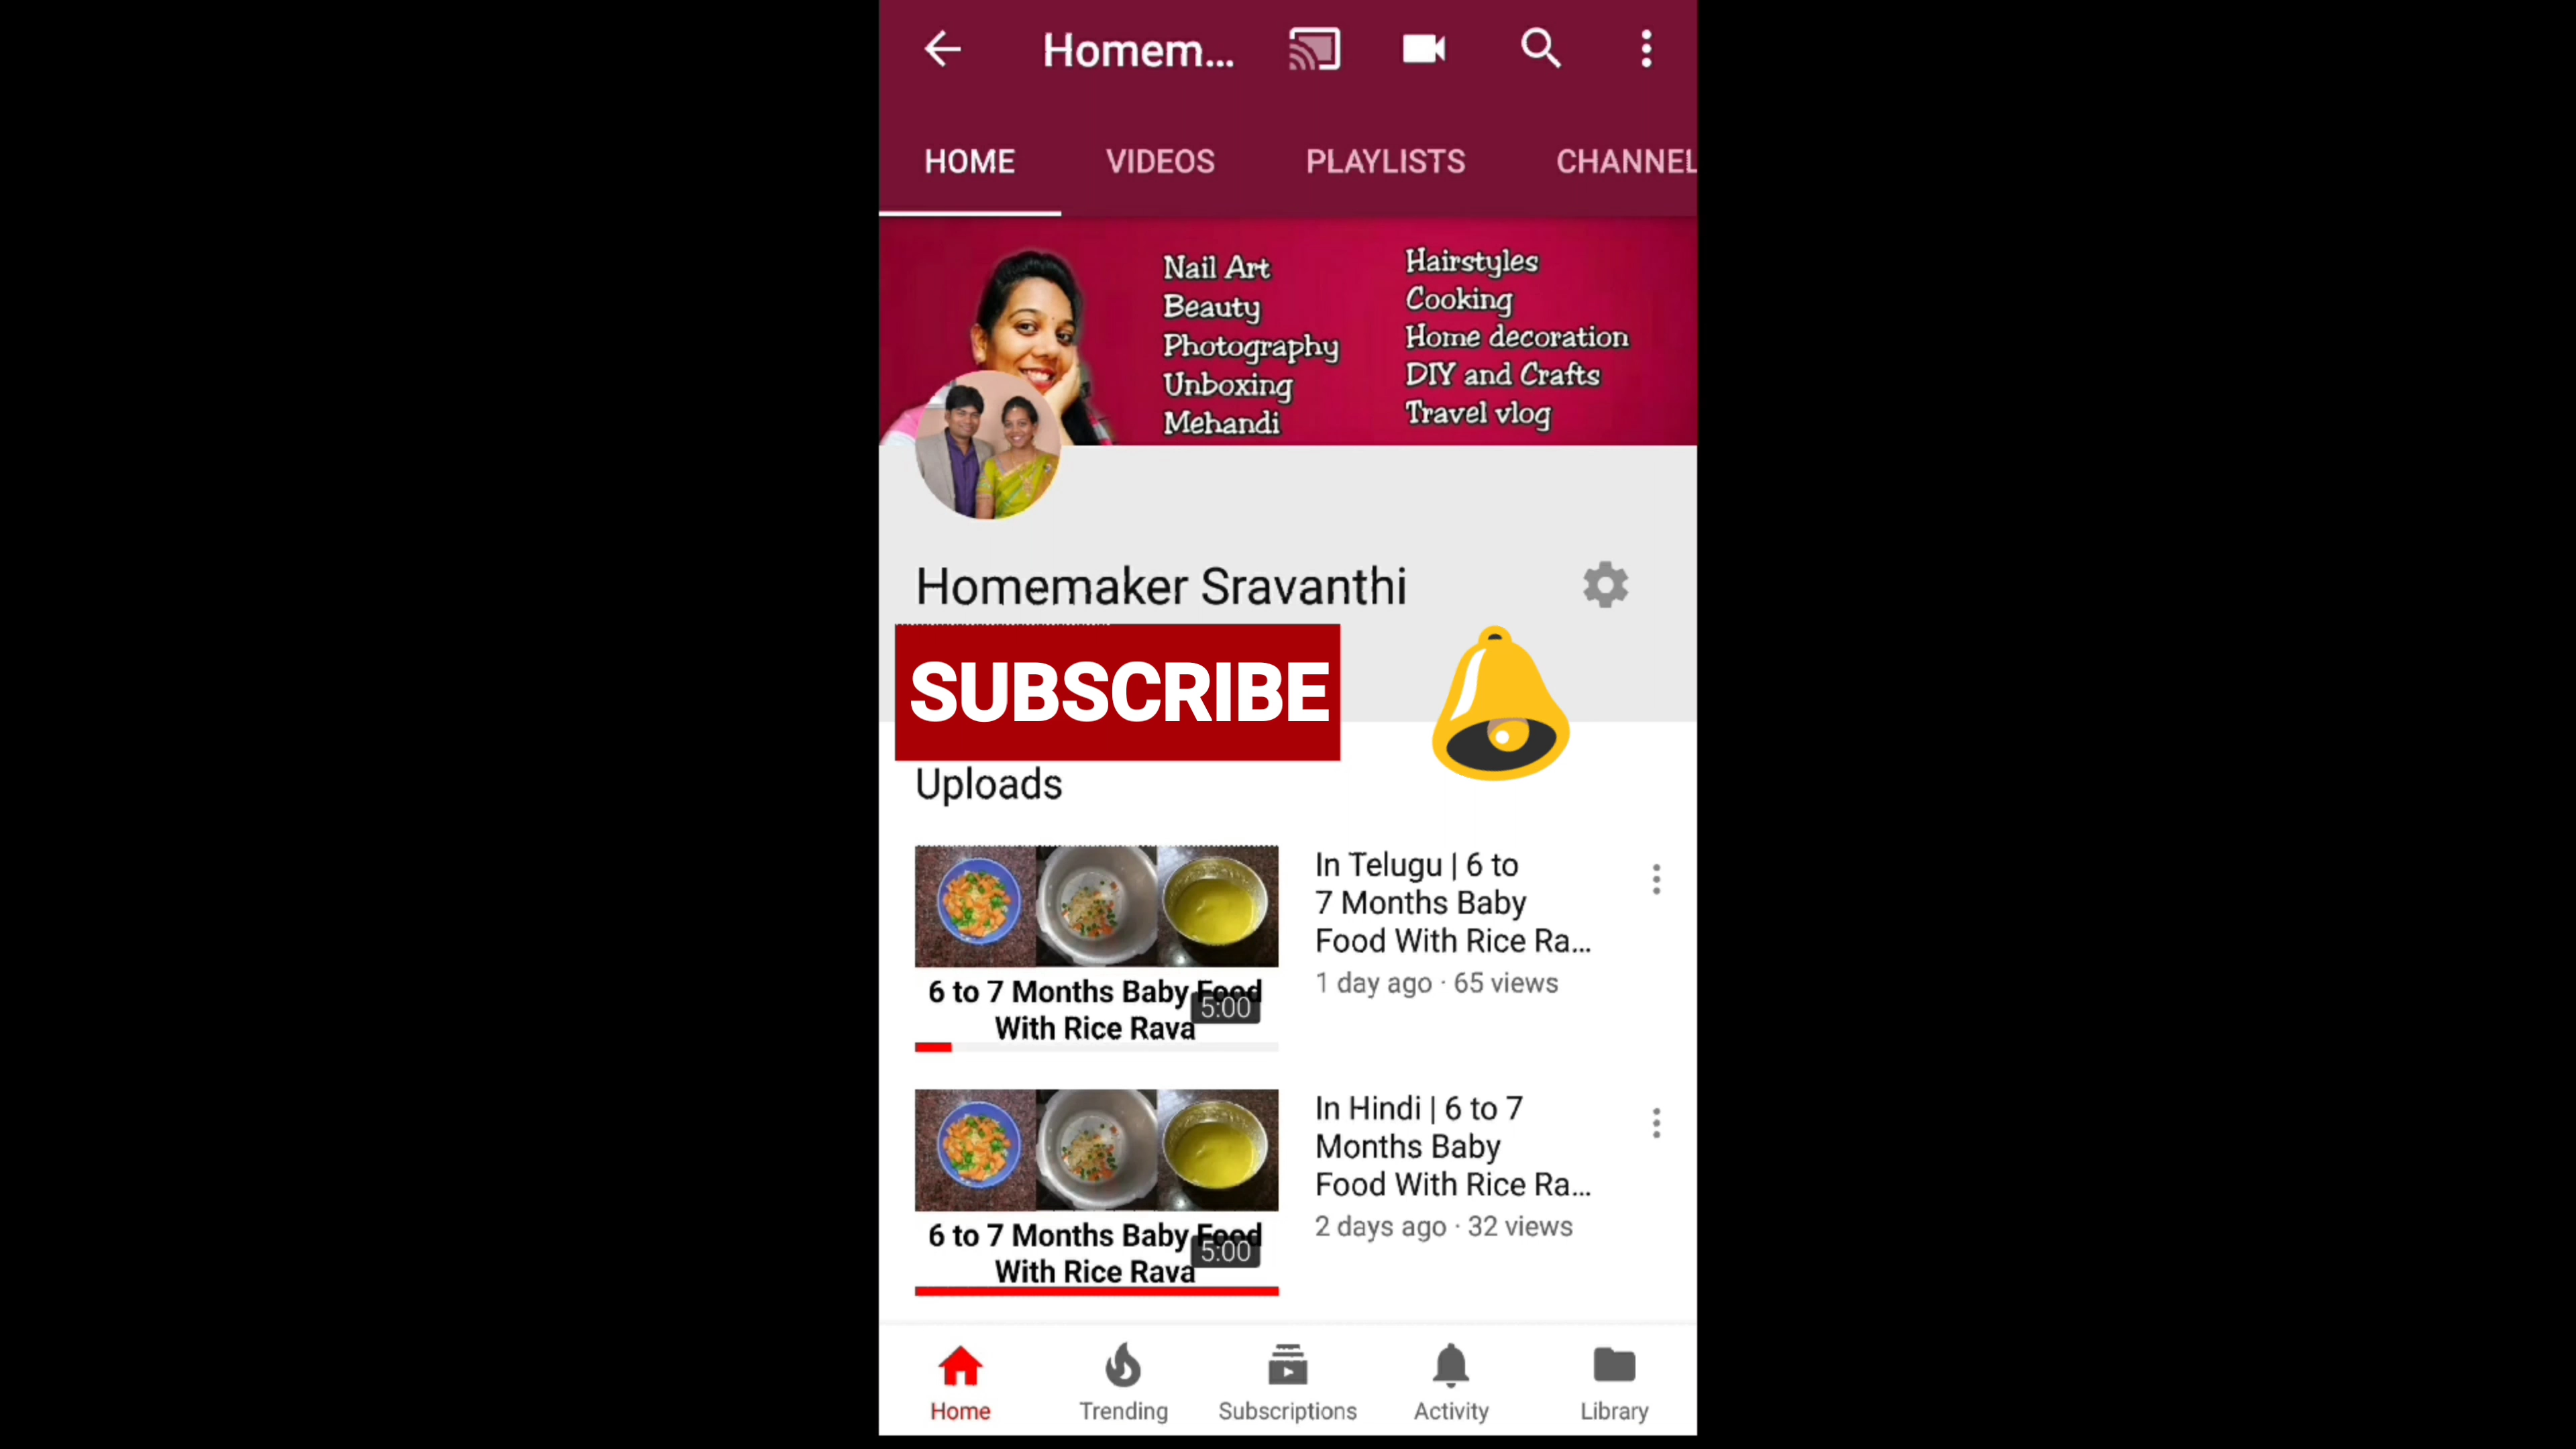 Homem...
HOME VIDEOS PLAYLISTS CHANNEL
Nail Art
Beauty
Photography
Unboxing
Mehandi
Hairstyles
Cooking
Home decoration
DIY and Crafts
Travel vlog
Homemaker Sravanthi
SUBSCRIBE
Uploads
6 to 7 Months Baby Food
With Rice Rava
5:00
In Telugu | 6 to
7 Months Baby
Food With Rice Ra...
1 day ago · 65 views
6 to 7 Months Baby Food
With Rice Rava
5:00
In Hindi | 6 to 7
Months Baby
Food With Rice Ra...
2 days ago · 32 views
Home Trending Subscriptions Activity Library